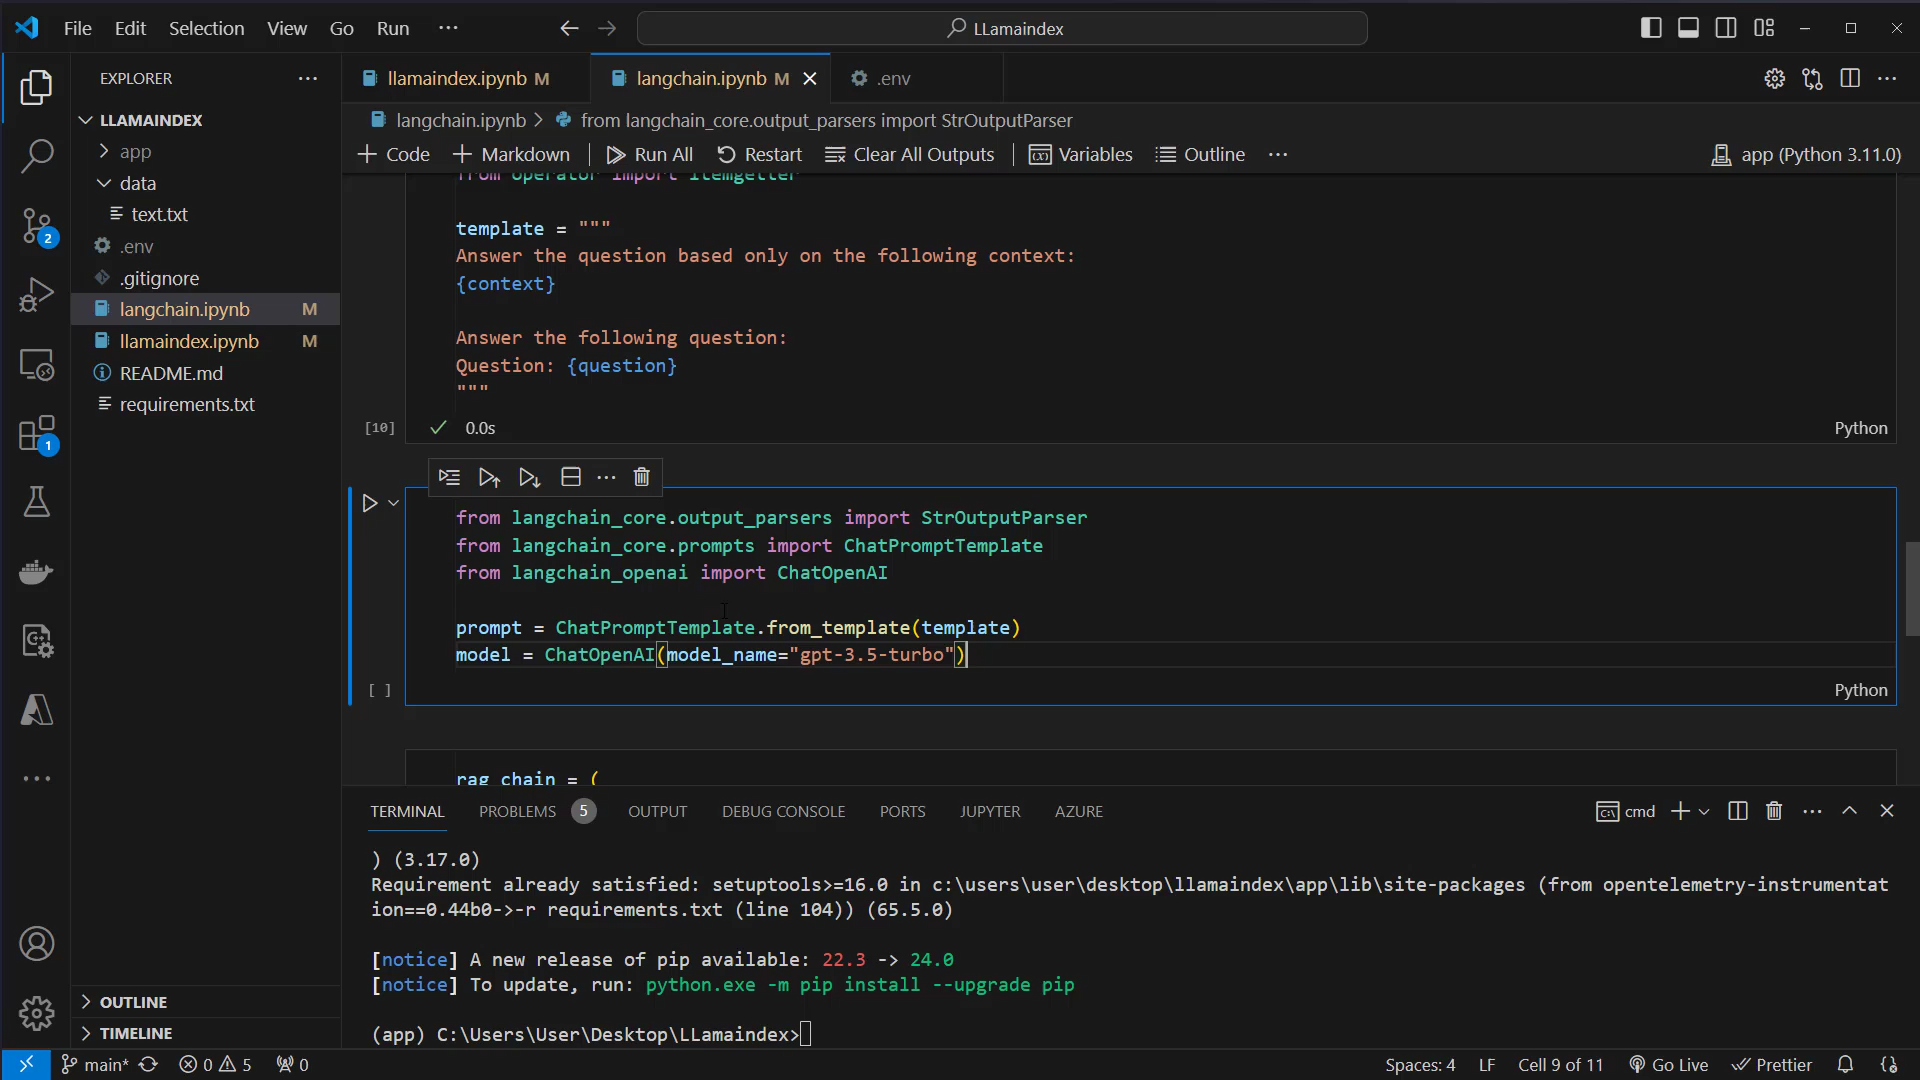 File Edit Selection View Go Run ··· LLamaindex
EXPLORER ···
LLAMAINDEX
app
data
text.txt
.env
.gitignore
langchain.ipynb M
llamaindex.ipynb M
README.md
requirements.txt
OUTLINE
TIMELINE
llamaindex.ipynb M langchain.ipynb M .env
langchain.ipynb > from langchain_core.output_parsers import StrOutputParser
+ Code + Markdown Run All Restart Clear All Outputs Variables Outline ··· app (Python 3.11.0)
from operator import itemgetter
template = """
Answer the question based only on the following context:
{context}
Answer the following question:
Question: {question}
"""
[10] 0.0s Python
from langchain_core.output_parsers import StrOutputParser
from langchain_core.prompts import ChatPromptTemplate
from langchain_openai import ChatOpenAI
prompt = ChatPromptTemplate.from_template(template)
model = ChatOpenAI(model_name="gpt-3.5-turbo")
[ ] Python
rag_chain = (
TERMINAL PROBLEMS 5 OUTPUT DEBUG CONSOLE PORTS JUPYTER AZURE cmd
) (3.17.0)
Requirement already satisfied: setuptools>=16.0 in c:\users\user\desktop\llamaindex\app\lib\site-packages (from opentelemetry-instrumentat
ion==0.44b0->-r requirements.txt (line 104)) (65.5.0)
[notice] A new release of pip available: 22.3 -> 24.0
[notice] To update, run: python.exe -m pip install --upgrade pip
(app) C:\Users\User\Desktop\LLamaindex>
2
1
main* 0 5 0 Spaces: 4 LF Cell 9 of 11 Go Live Prettier